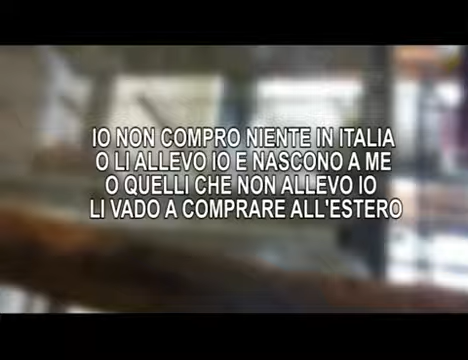 IO NON COMPRO NIENTE IN ITALIA
O LI ALLEVO IO E NASCONO A ME
O QUELLI CHE NON ALLEVO IO
LI VADO A COMPRARE ALL'ESTERO